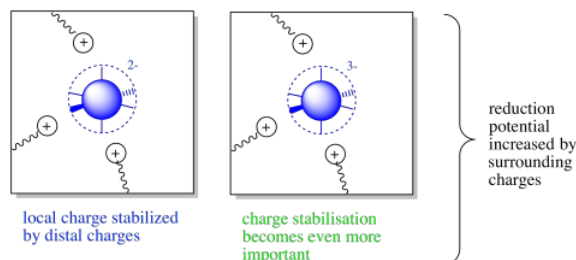 2-
+
+
+
3-
+
+
+
local charge stabilized
by distal charges
charge stabilisation
becomes even more
important
reduction
potential
increased by
surrounding
charges